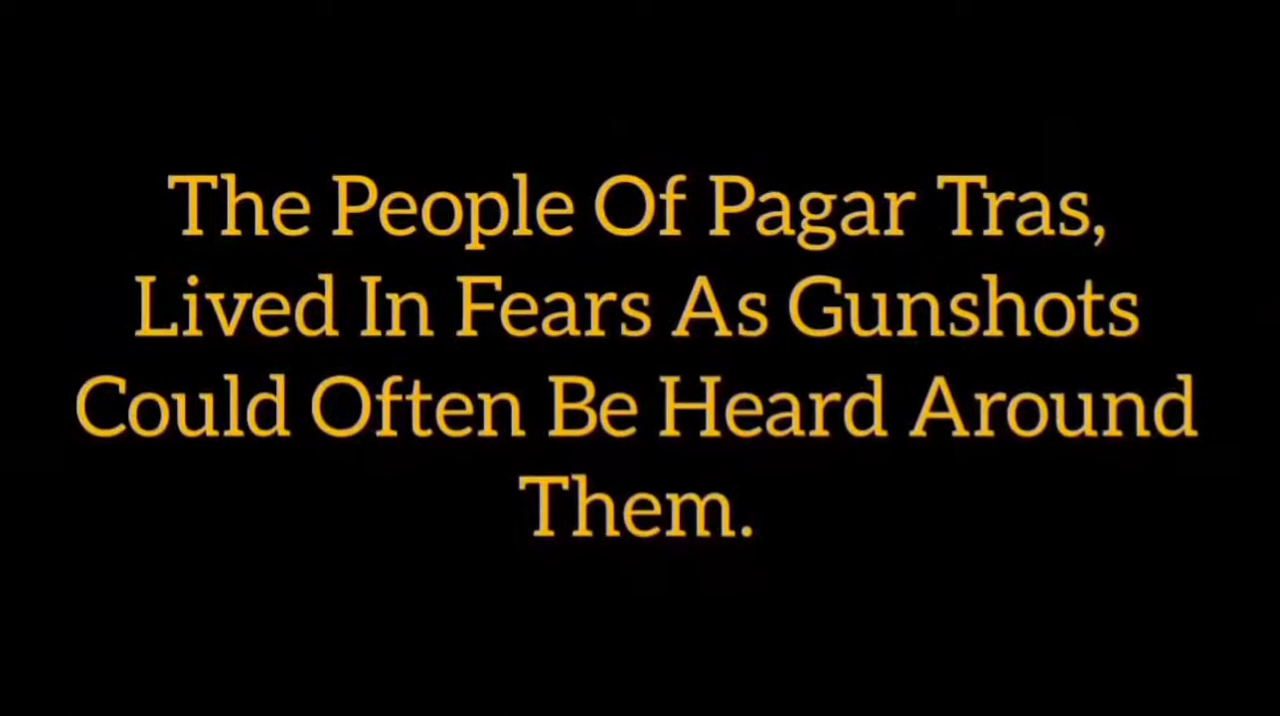 The People Of Pagar Tras,
Lived In Fears As Gunshots
Could Often Be Heard Around
Them.